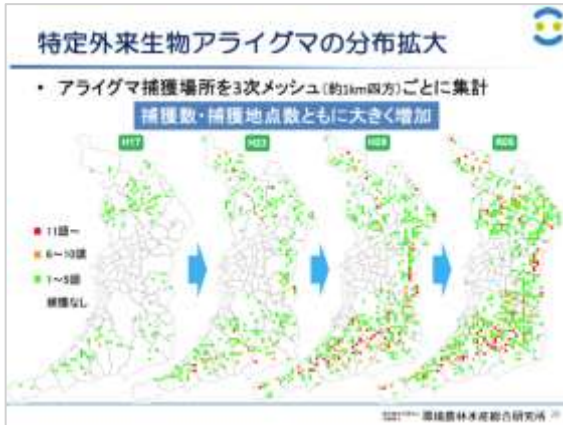 特定外来生物アライグマの分布拡大
• アライグマ捕獲場所を3次メッシュ(約1km四方)ごとに集計
捕獲数・捕獲地点数ともに大きく増加
H17
H23
11頭~
6~10頭
1~5頭
捕獲なし
環境農林水産総合研究所